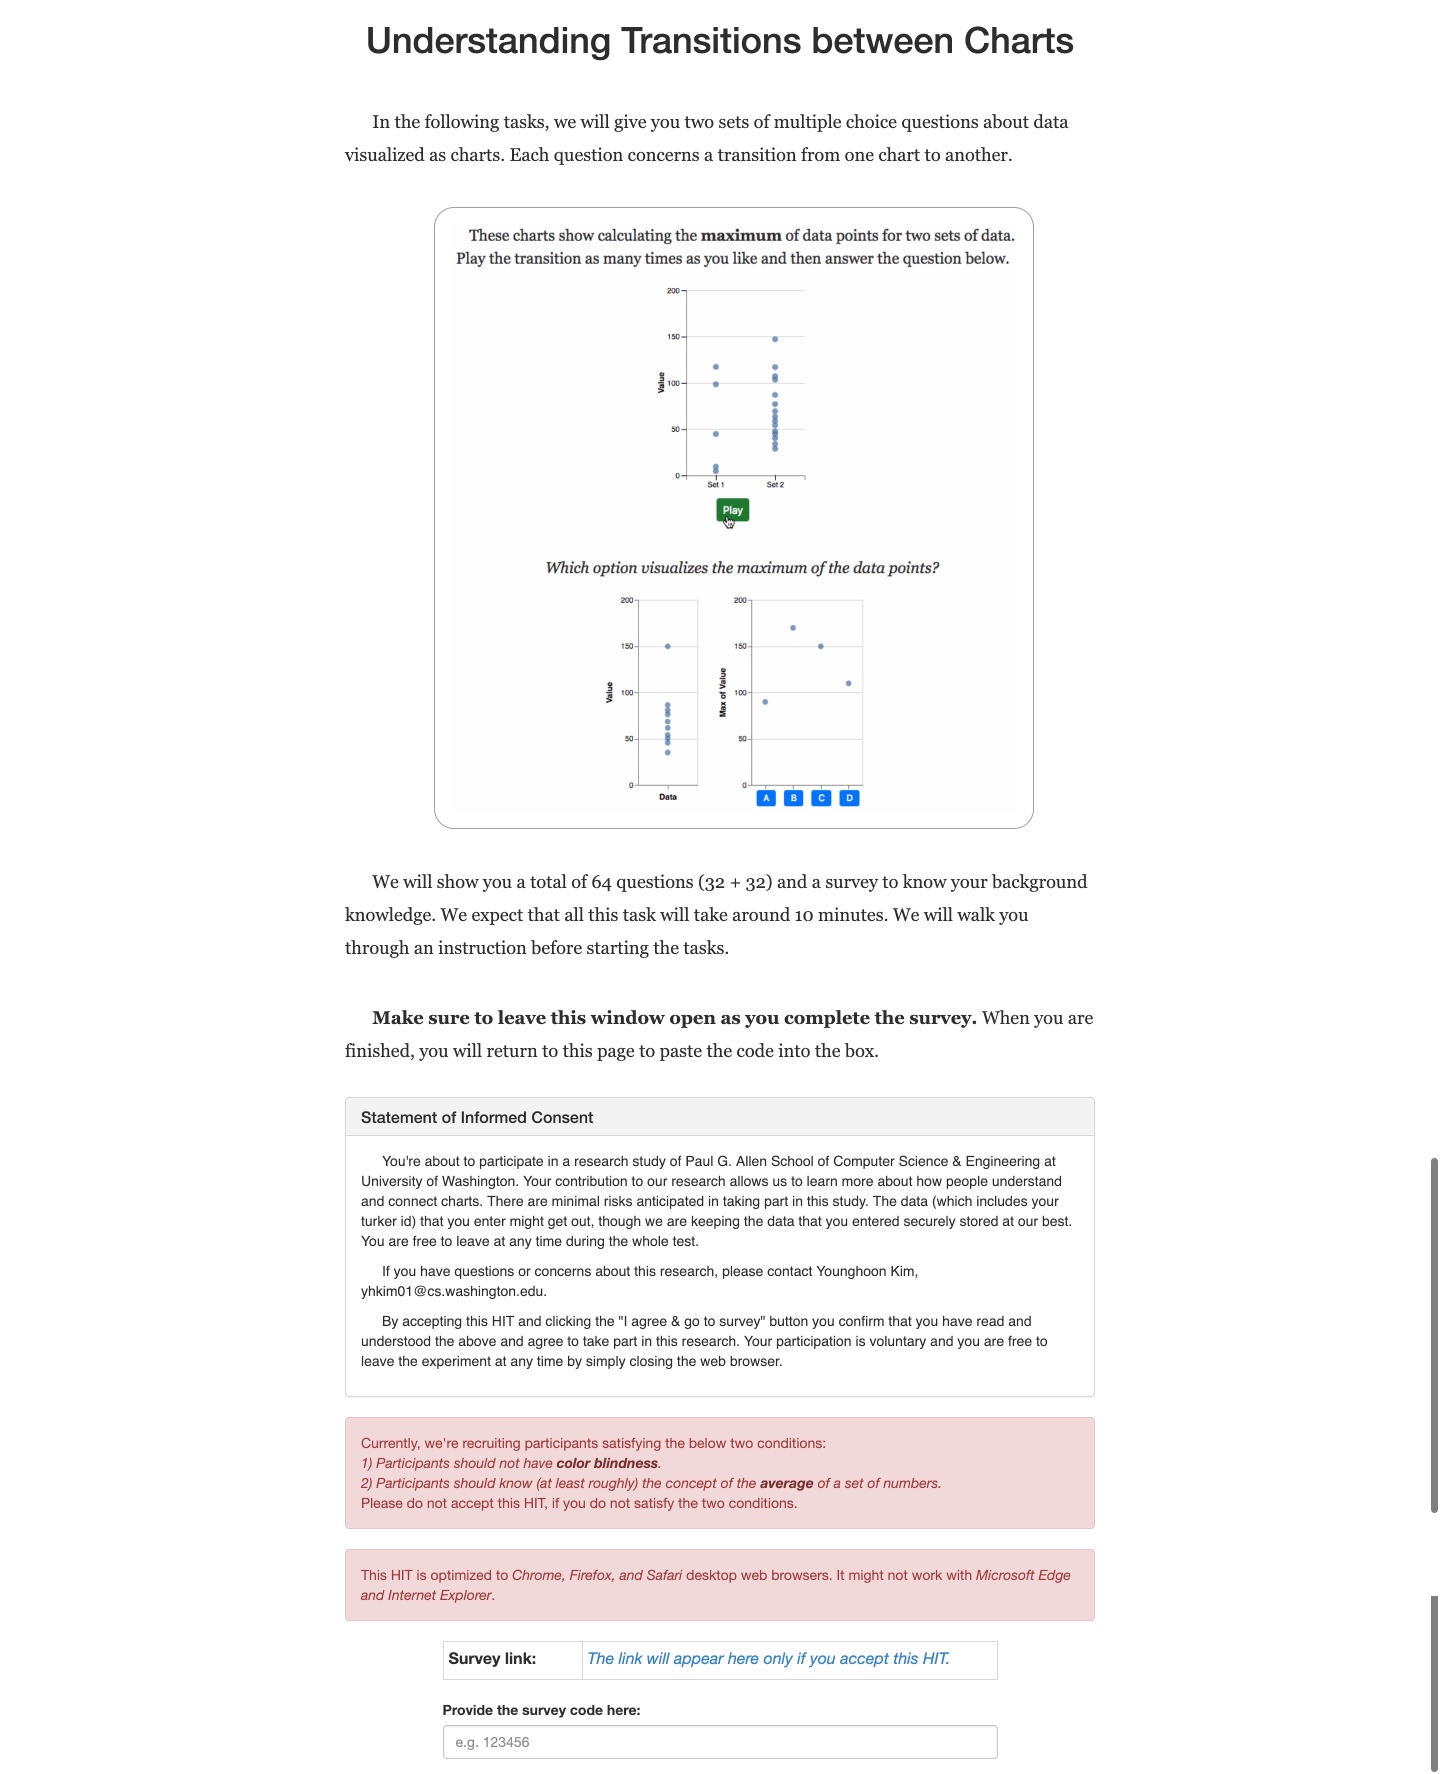 Understanding Transitions between Charts
In the following tasks, we will give you two sets of multiple choice questions about data
visualized as charts. Each question concerns a transition from one chart to another.
These charts show calculating the maximum of data points for two sets of data.
Play the transition as many times as you like and then answer the question below.
200
150
100
50
0
Value
Set 1 Set 2
Play
Which option visualizes the maximum of the data points?
200
150
100
50
0
Value
Data
200
150
100
50
0
Max of Value
A B C D
We will show you a total of 64 questions (32 + 32) and a survey to know your background
knowledge. We expect that all this task will take around 10 minutes. We will walk you
through an instruction before starting the tasks.
Make sure to leave this window open as you complete the survey. When you are
finished, you will return to this page to paste the code into the box.
Statement of Informed Consent
You're about to participate in a research study of Paul G. Allen School of Computer Science & Engineering at
University of Washington. Your contribution to our research allows us to learn more about how people understand
and connect charts. There are minimal risks anticipated in taking part in this study. The data (which includes your
turker id) that you enter might get out, though we are keeping the data that you entered securely stored at our best.
You are free to leave at any time during the whole test.
If you have questions or concerns about this research, please contact Younghoon Kim,
yhkim01@cs.washington.edu.
By accepting this HIT and clicking the "I agree & go to survey" button you confirm that you have read and
understood the above and agree to take part in this research. Your participation is voluntary and you are free to
leave the experiment at any time by simply closing the web browser.
Currently, we're recruiting participants satisfying the below two conditions:
1) Participants should not have color blindness.
2) Participants should know (at least roughly) the concept of the average of a set of numbers.
Please do not accept this HIT, if you do not satisfy the two conditions.
This HIT is optimized to Chrome, Firefox, and Safari desktop web browsers. It might not work with Microsoft Edge
and Internet Explorer.
Survey link: The link will appear here only if you accept this HIT.
Provide the survey code here:
e.g. 123456